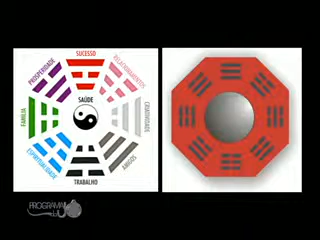 SUCESSO
PROSPERIDADE
RELACIONAMENTOS
FAMÍLIA
SAÚDE
CRIATIVIDADE
ESPIRITUALIDADE
AMIGOS
TRABALHO
PROGRAMA